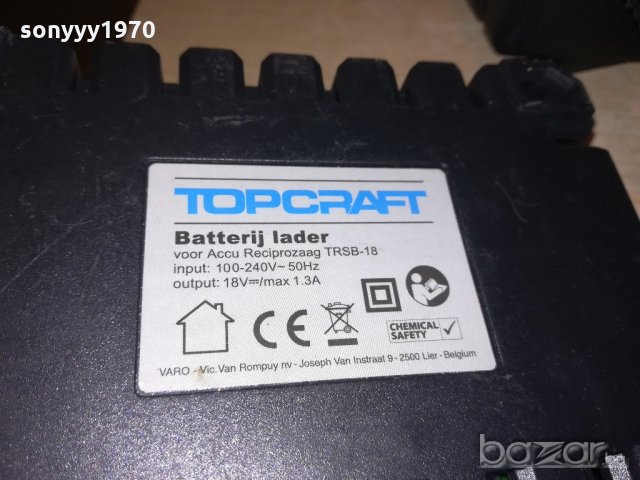 sonyyy1970
TOPCRAFT
Batterij lader
voor Accu Reciprozaag TRSB-18
input: 100-240V~ 50Hz
output: 18V⎓/max 1.3A
CE
CHEMICAL
SAFETY
VARO - Vic.Van Rompuy nv - Joseph Van Instraat 9 - 2500 Lier - Belgium
bazar